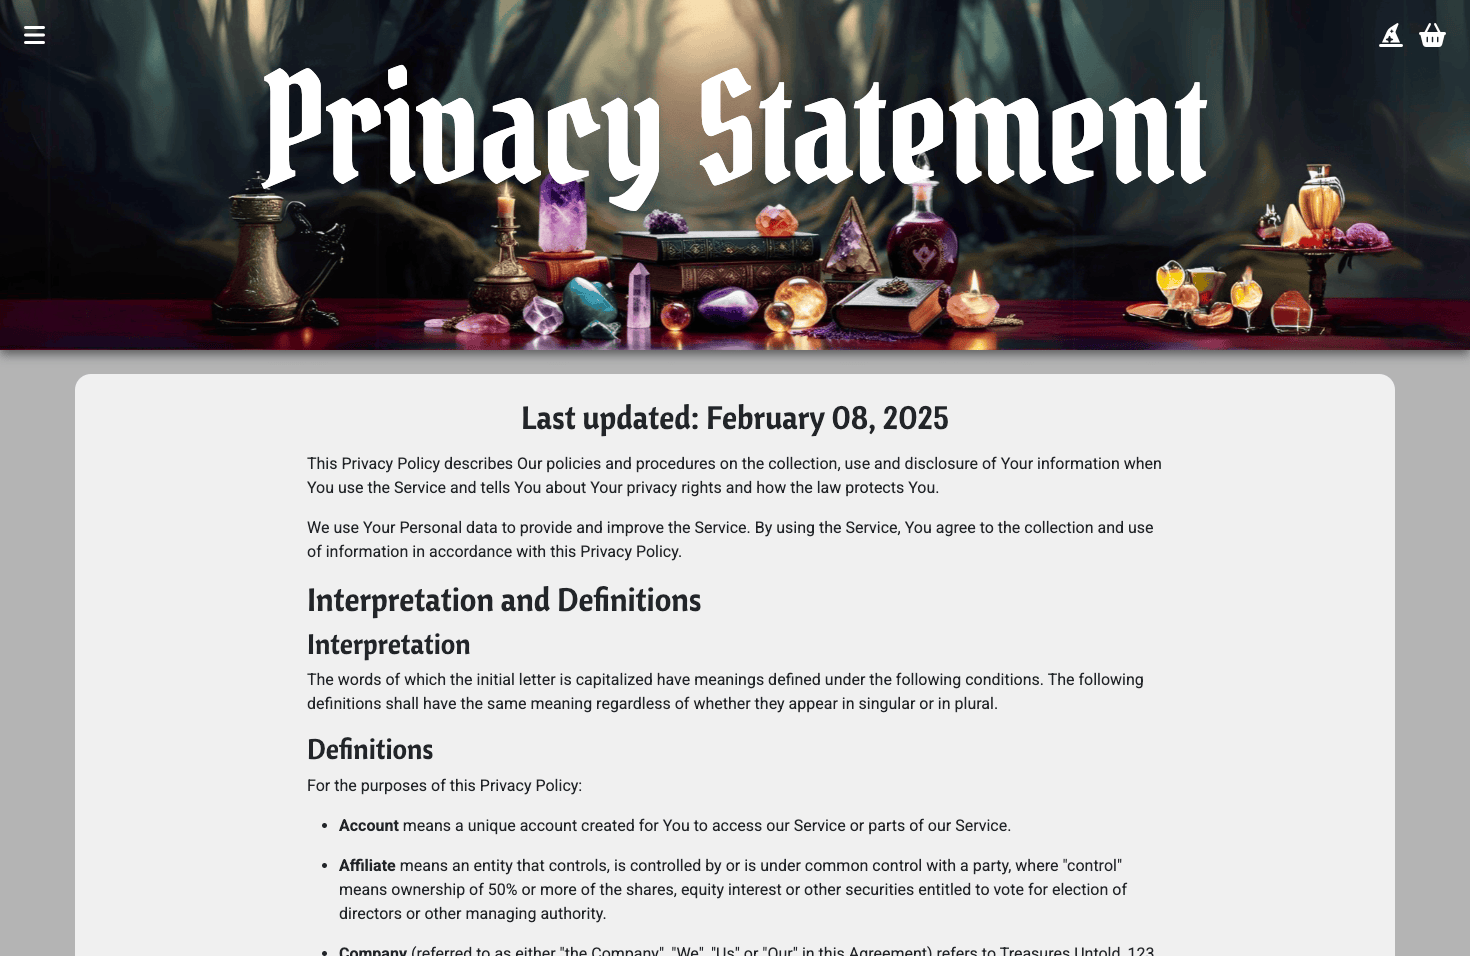 Privacy Statement
Last updated: February 08, 2025
This Privacy Policy describes Our policies and procedures on the collection, use and disclosure of Your information when
You use the Service and tells You about Your privacy rights and how the law protects You.
We use Your Personal data to provide and improve the Service. By using the Service, You agree to the collection and use
of information in accordance with this Privacy Policy.
Interpretation and Definitions
Interpretation
The words of which the initial letter is capitalized have meanings defined under the following conditions. The following
definitions shall have the same meaning regardless of whether they appear in singular or in plural.
Definitions
For the purposes of this Privacy Policy:
• Account means a unique account created for You to access our Service or parts of our Service.
• Affiliate means an entity that controls, is controlled by or is under common control with a party, where "control"
means ownership of 50% or more of the shares, equity interest or other securities entitled to vote for election of
directors or other managing authority.
• Company (referred to as either "the Company", "We", "Us" or "Our" in this Agreement) refers to Treasures Untold, 123